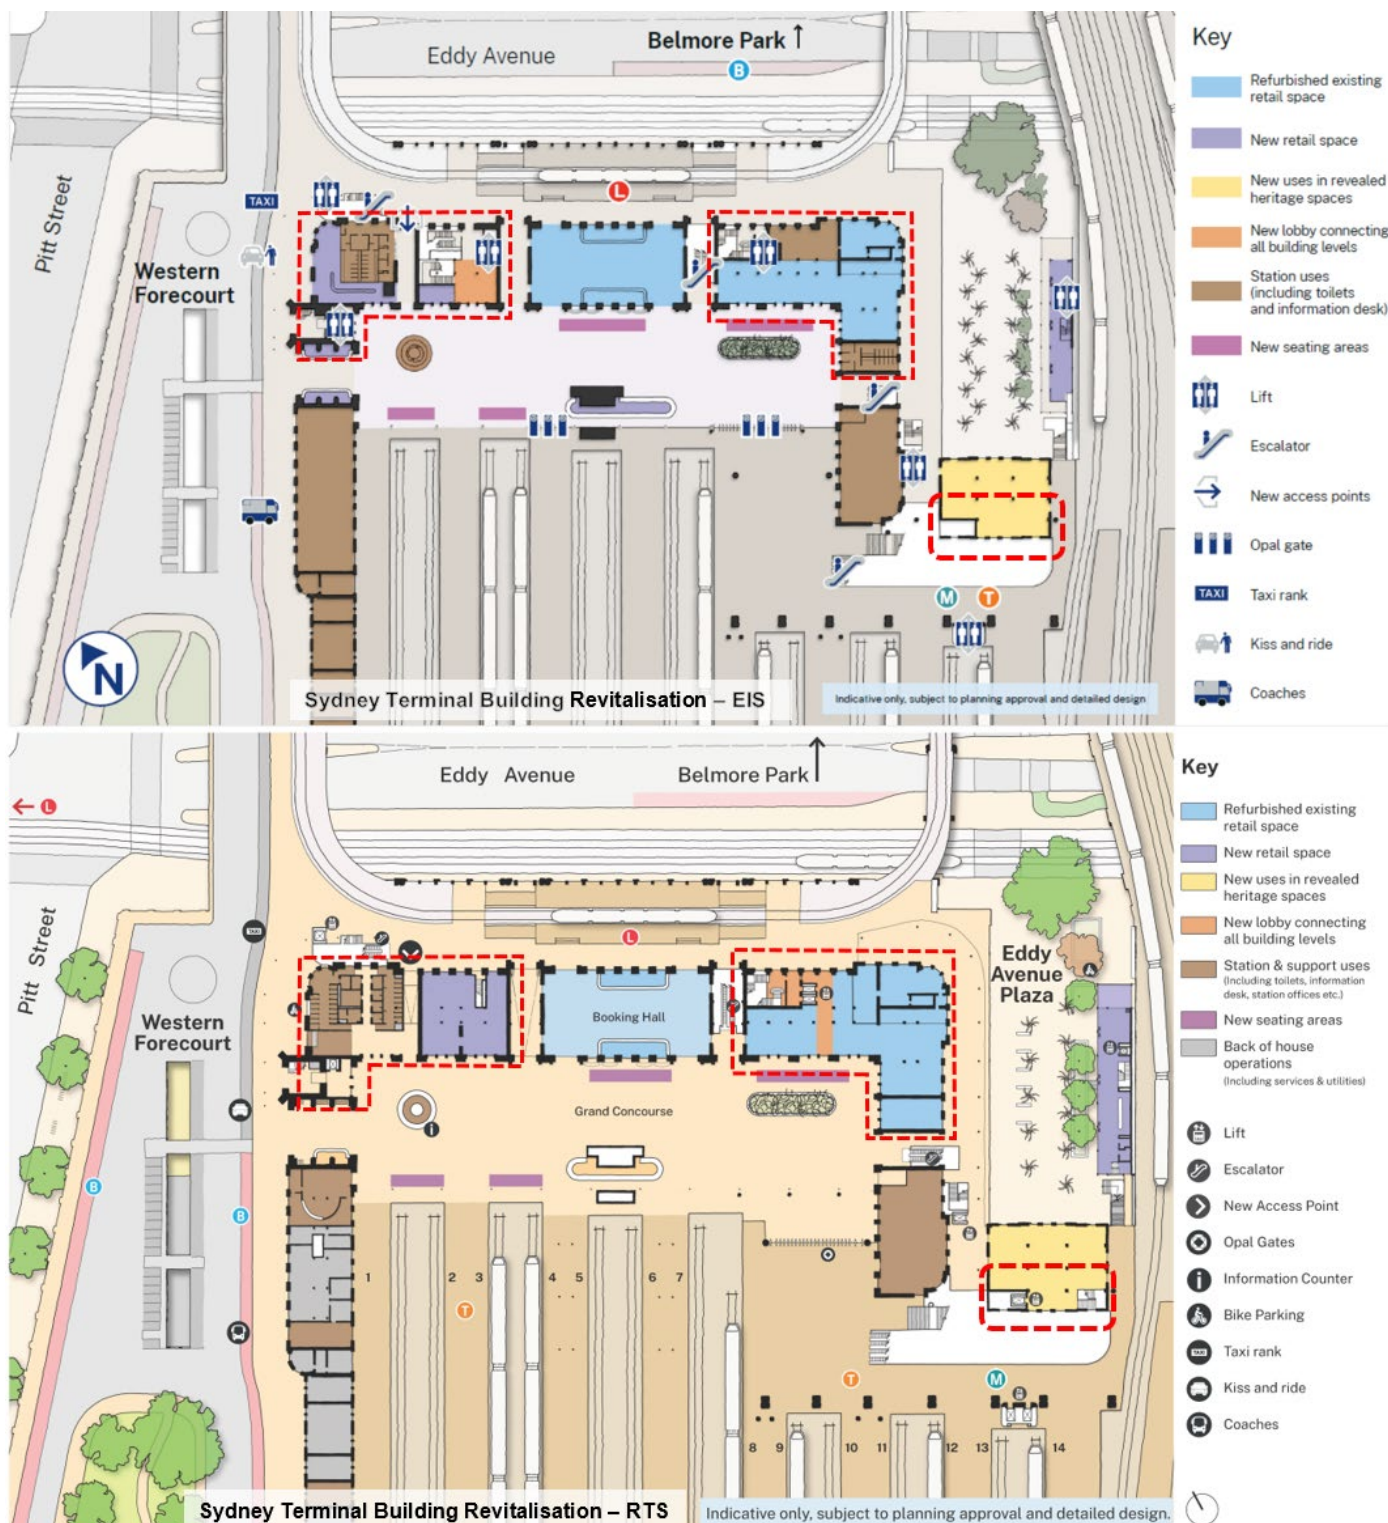 Eddy Avenue
Belmore Park
B
Pitt Street
TAXI
L
Western
Forecourt
M
T
N
Sydney Terminal Building Revitalisation – EIS
Indicative only, subject to planning approval and detailed design
Key
Refurbished existing
retail space
New retail space
New uses in revealed
heritage spaces
New lobby connecting
all building levels
Station uses
(including toilets
and information desk)
New seating areas
Lift
Escalator
New access points
Opal gate
TAXI
Taxi rank
Kiss and ride
Coaches
Eddy Avenue
Belmore Park
L
Pitt Street
TAXI
L
Eddy
Avenue
Plaza
Western
Forecourt
Booking Hall
Grand Concourse
i
B
B
1
2
3
4
5
6
7
T
T
M
8
9
10
11
12
13
14
Sydney Terminal Building Revitalisation – RTS
Indicative only, subject to planning approval and detailed design.
Key
Refurbished existing
retail space
New retail space
New uses in revealed
heritage spaces
New lobby connecting
all building levels
Station & support uses
(Including toilets, information
desk, station offices etc.)
New seating areas
Back of house
operations
(Including services & utilities)
Lift
Escalator
New Access Point
Opal Gates
i
Information Counter
Bike Parking
TAXI
Taxi rank
Kiss and ride
Coaches